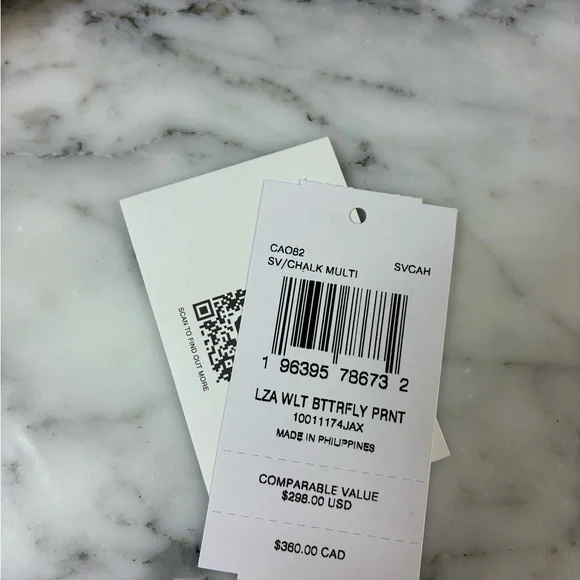 CAO82
SV/CHALK MULTI SVCAH
1 96395 78673 2
LZA WLT BTTRFLY PRNT
10011174JAX
MADE IN PHILIPPINES
COMPARABLE VALUE
$298.00 USD
$360.00 CAD
SCAN TO FIND OUT MORE